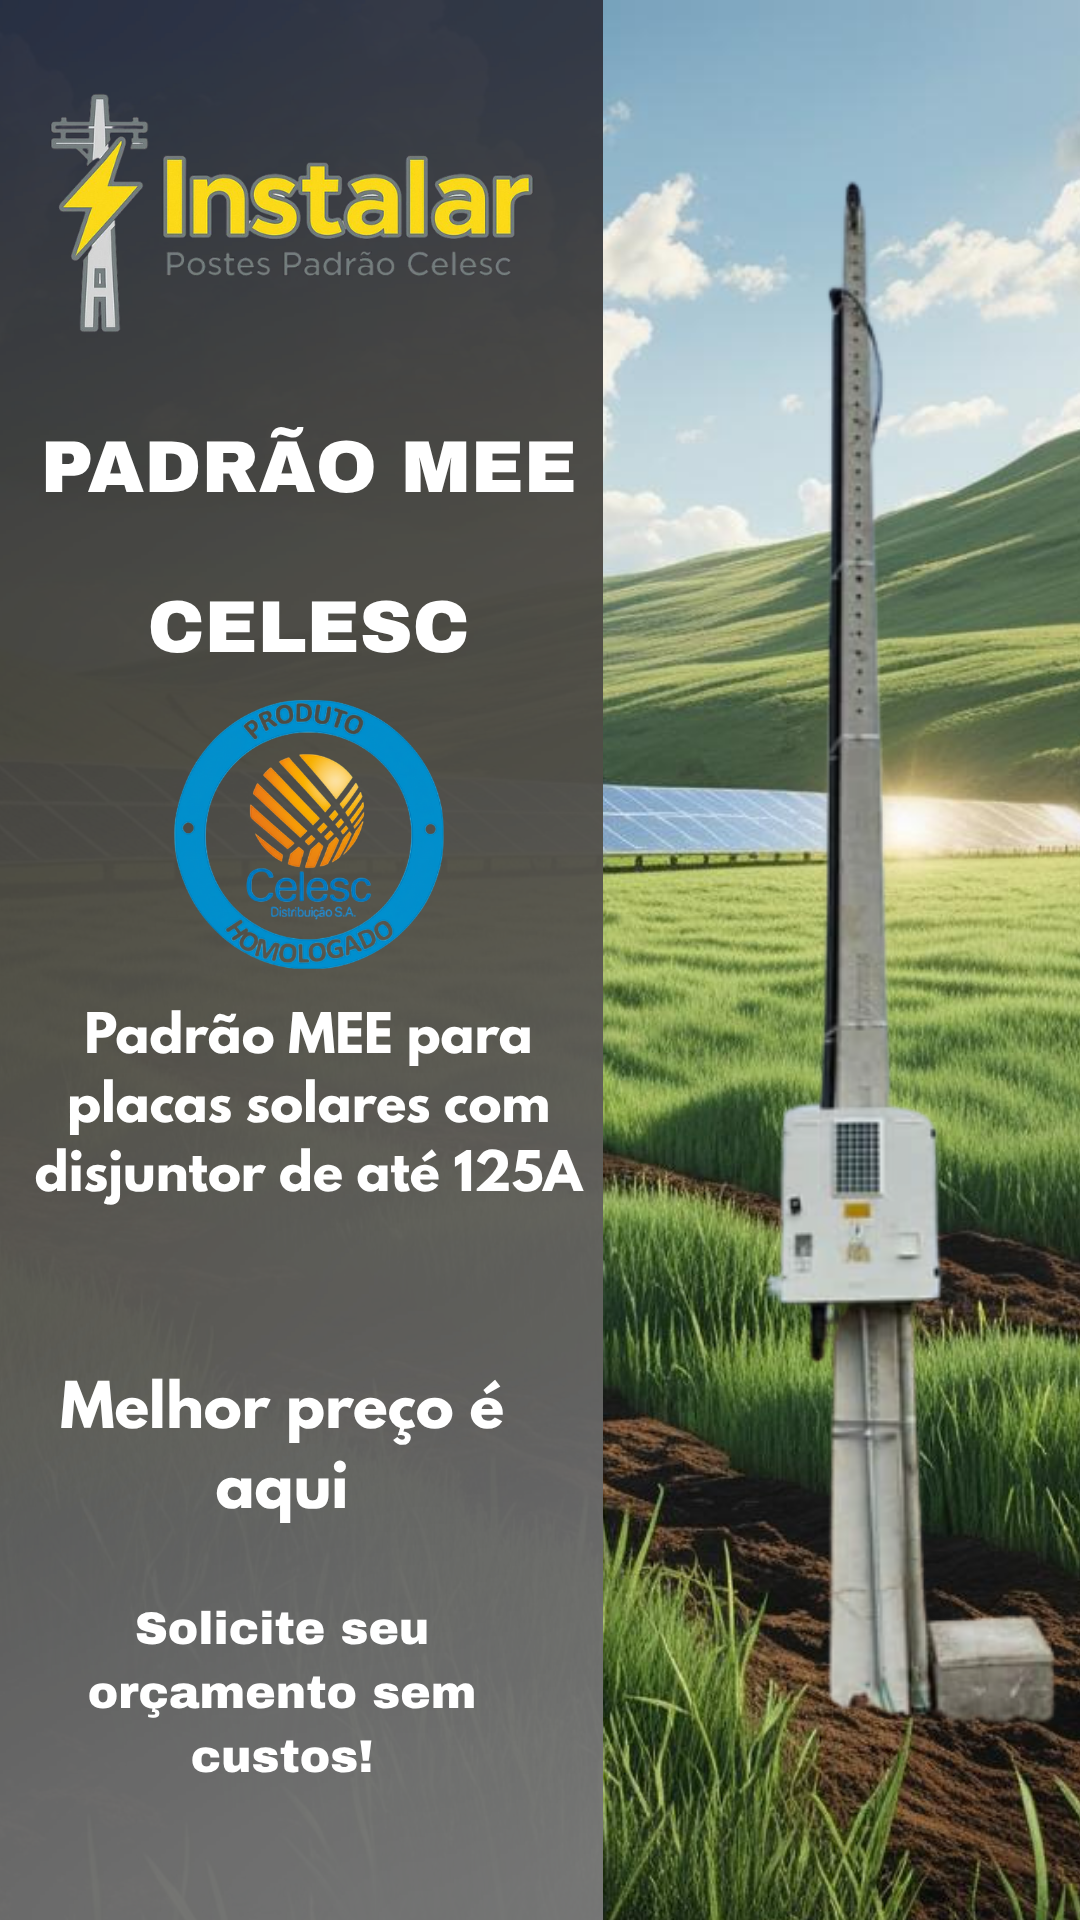 Instalar
Postes Padrão Celesc
PADRÃO MEE
CELESC
PRODUTO
Celesc
Distribuição S.A.
HOMOLOGADO
Padrão MEE para
placas solares com
disjuntor de até 125A
Melhor preço é
aqui
Solicite seu
orçamento sem
custos!